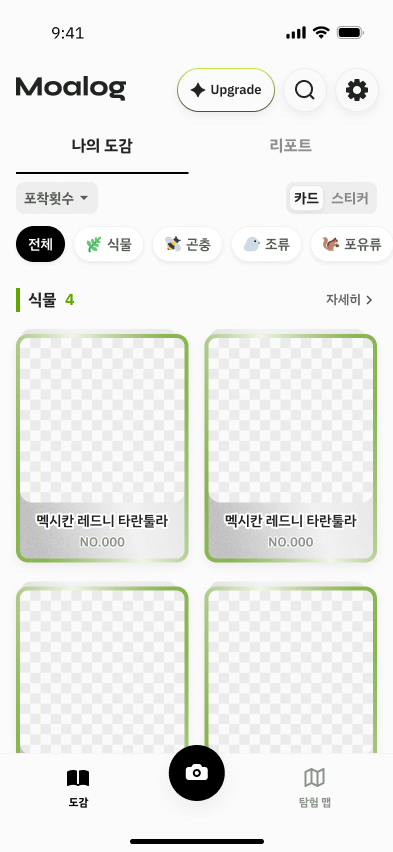 9:41
Moalog
Upgrade
나의 도감
리포트
포착횟수
카드
스티커
전체
식물
곤충
조류
포유류
식물 4
자세히
멕시칸 레드니 타란툴라
NO.000
멕시칸 레드니 타란툴라
NO.000
도감
탐험 맵